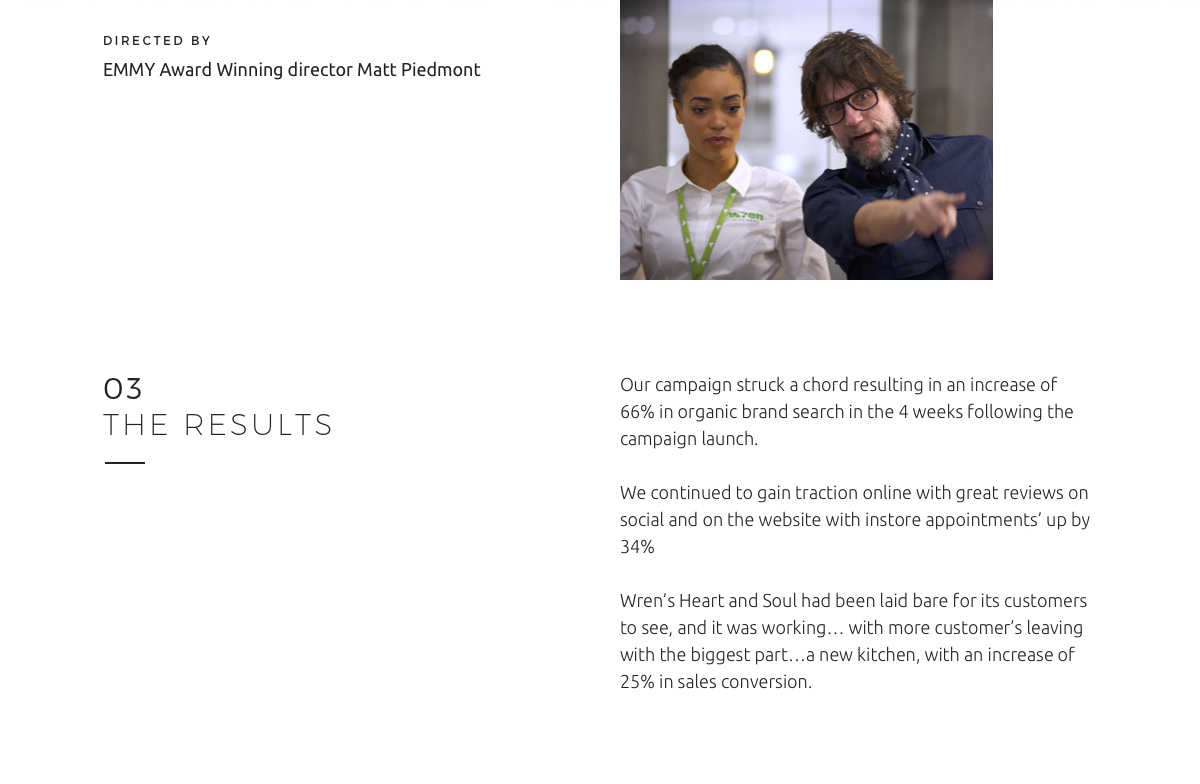 DIRECTED BY
EMMY Award Winning director Matt Piedmont
wren
03
THE RESULTS
Our campaign struck a chord resulting in an increase of
66% in organic brand search in the 4 weeks following the
campaign launch.
We continued to gain traction online with great reviews on
social and on the website with instore appointments’ up by
34%
Wren’s Heart and Soul had been laid bare for its customers
to see, and it was working… with more customer’s leaving
with the biggest part…a new kitchen, with an increase of
25% in sales conversion.